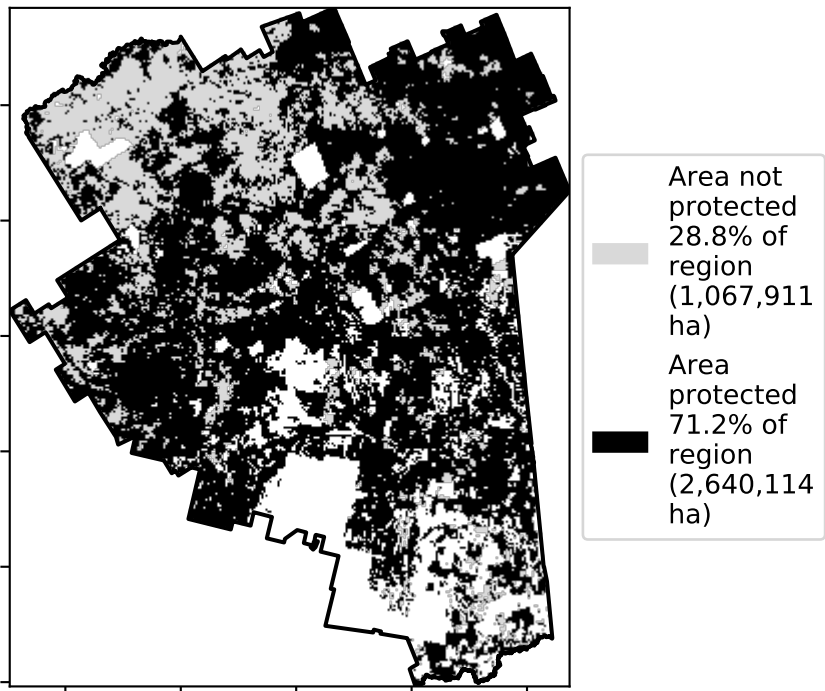 Area not
protected
28.8% of
region
(1,067,911
ha)
Area
protected
71.2% of
region
(2,640,114
ha)